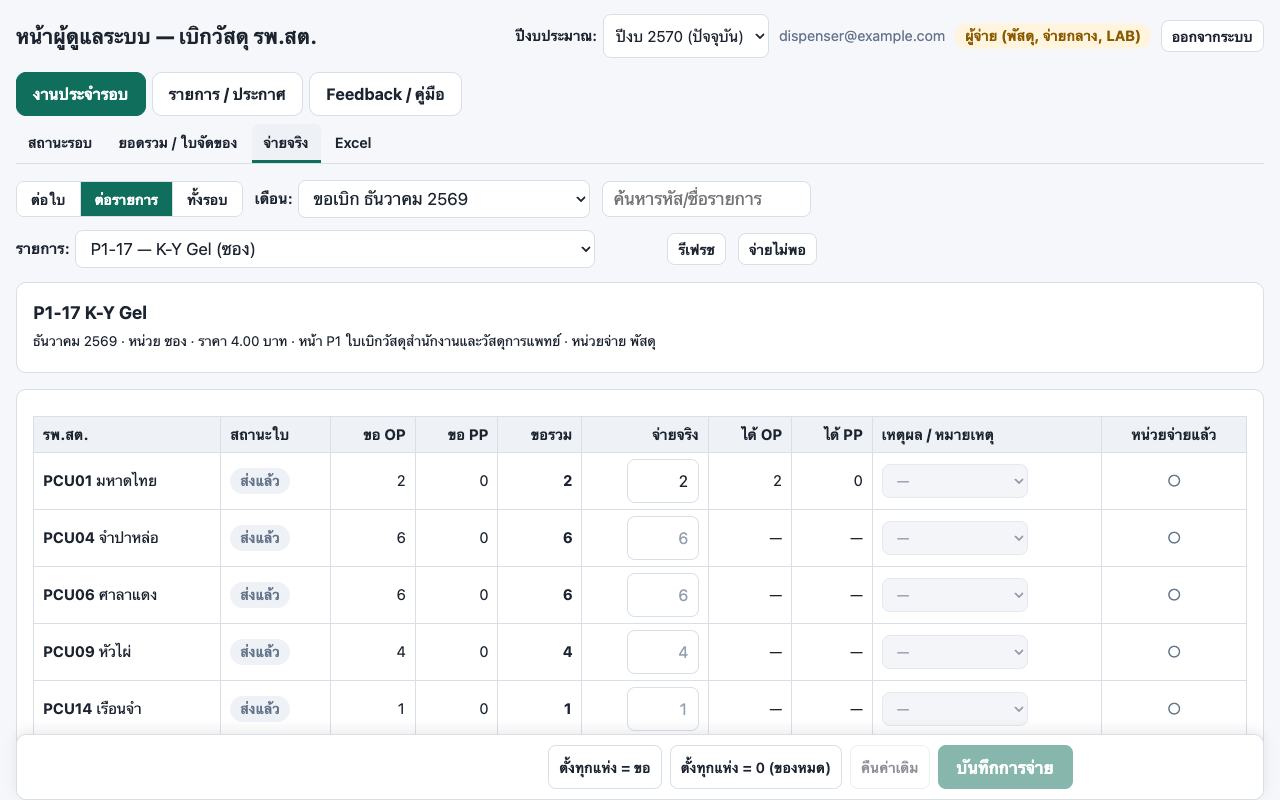 หน้าผู้ดูแลระบบ — เบิกวัสดุ รพ.สต. ปีงบประมาณ: ปีงบ 2570 (ปัจจุบัน) dispenser@example.com ผู้จ่าย (พัสดุ, จ่ายกลาง, LAB) ออกจากระบบ
งานประจำรอบ รายการ / ประกาศ Feedback / คู่มือ
สถานะรอบ ยอดรวม / ใบจัดของ จ่ายจริง Excel
ต่อใบ ต่อรายการ ทั้งรอบ เดือน: ขอเบิก ธันวาคม 2569 ค้นหารหัส/ชื่อรายการ
รายการ: P1-17 — K-Y Gel (ซอง) รีเฟรช จ่ายไม่พอ
P1-17 K-Y Gel
ธันวาคม 2569 · หน่วย ซอง · ราคา 4.00 บาท · หน้า P1 ใบเบิกวัสดุสำนักงานและวัสดุการแพทย์ · หน่วยจ่าย พัสดุ
รพ.สต. สถานะใบ ขอ OP ขอ PP ขอรวม จ่ายจริง ได้ OP ได้ PP เหตุผล / หมายเหตุ หน่วยจ่ายแล้ว
PCU01 มหาดไทย ส่งแล้ว 2 0 2 2 2 0 —
PCU04 จำปาหล่อ ส่งแล้ว 6 0 6 6 — — —
PCU06 ศาลาแดง ส่งแล้ว 6 0 6 6 — — —
PCU09 หัวไผ่ ส่งแล้ว 4 0 4 4 — — —
PCU14 เรือนจำ ส่งแล้ว 1 0 1 1 — — —
ตั้งทุกแห่ง = ขอ ตั้งทุกแห่ง = 0 (ของหมด) คืนค่าเดิม บันทึกการจ่าย